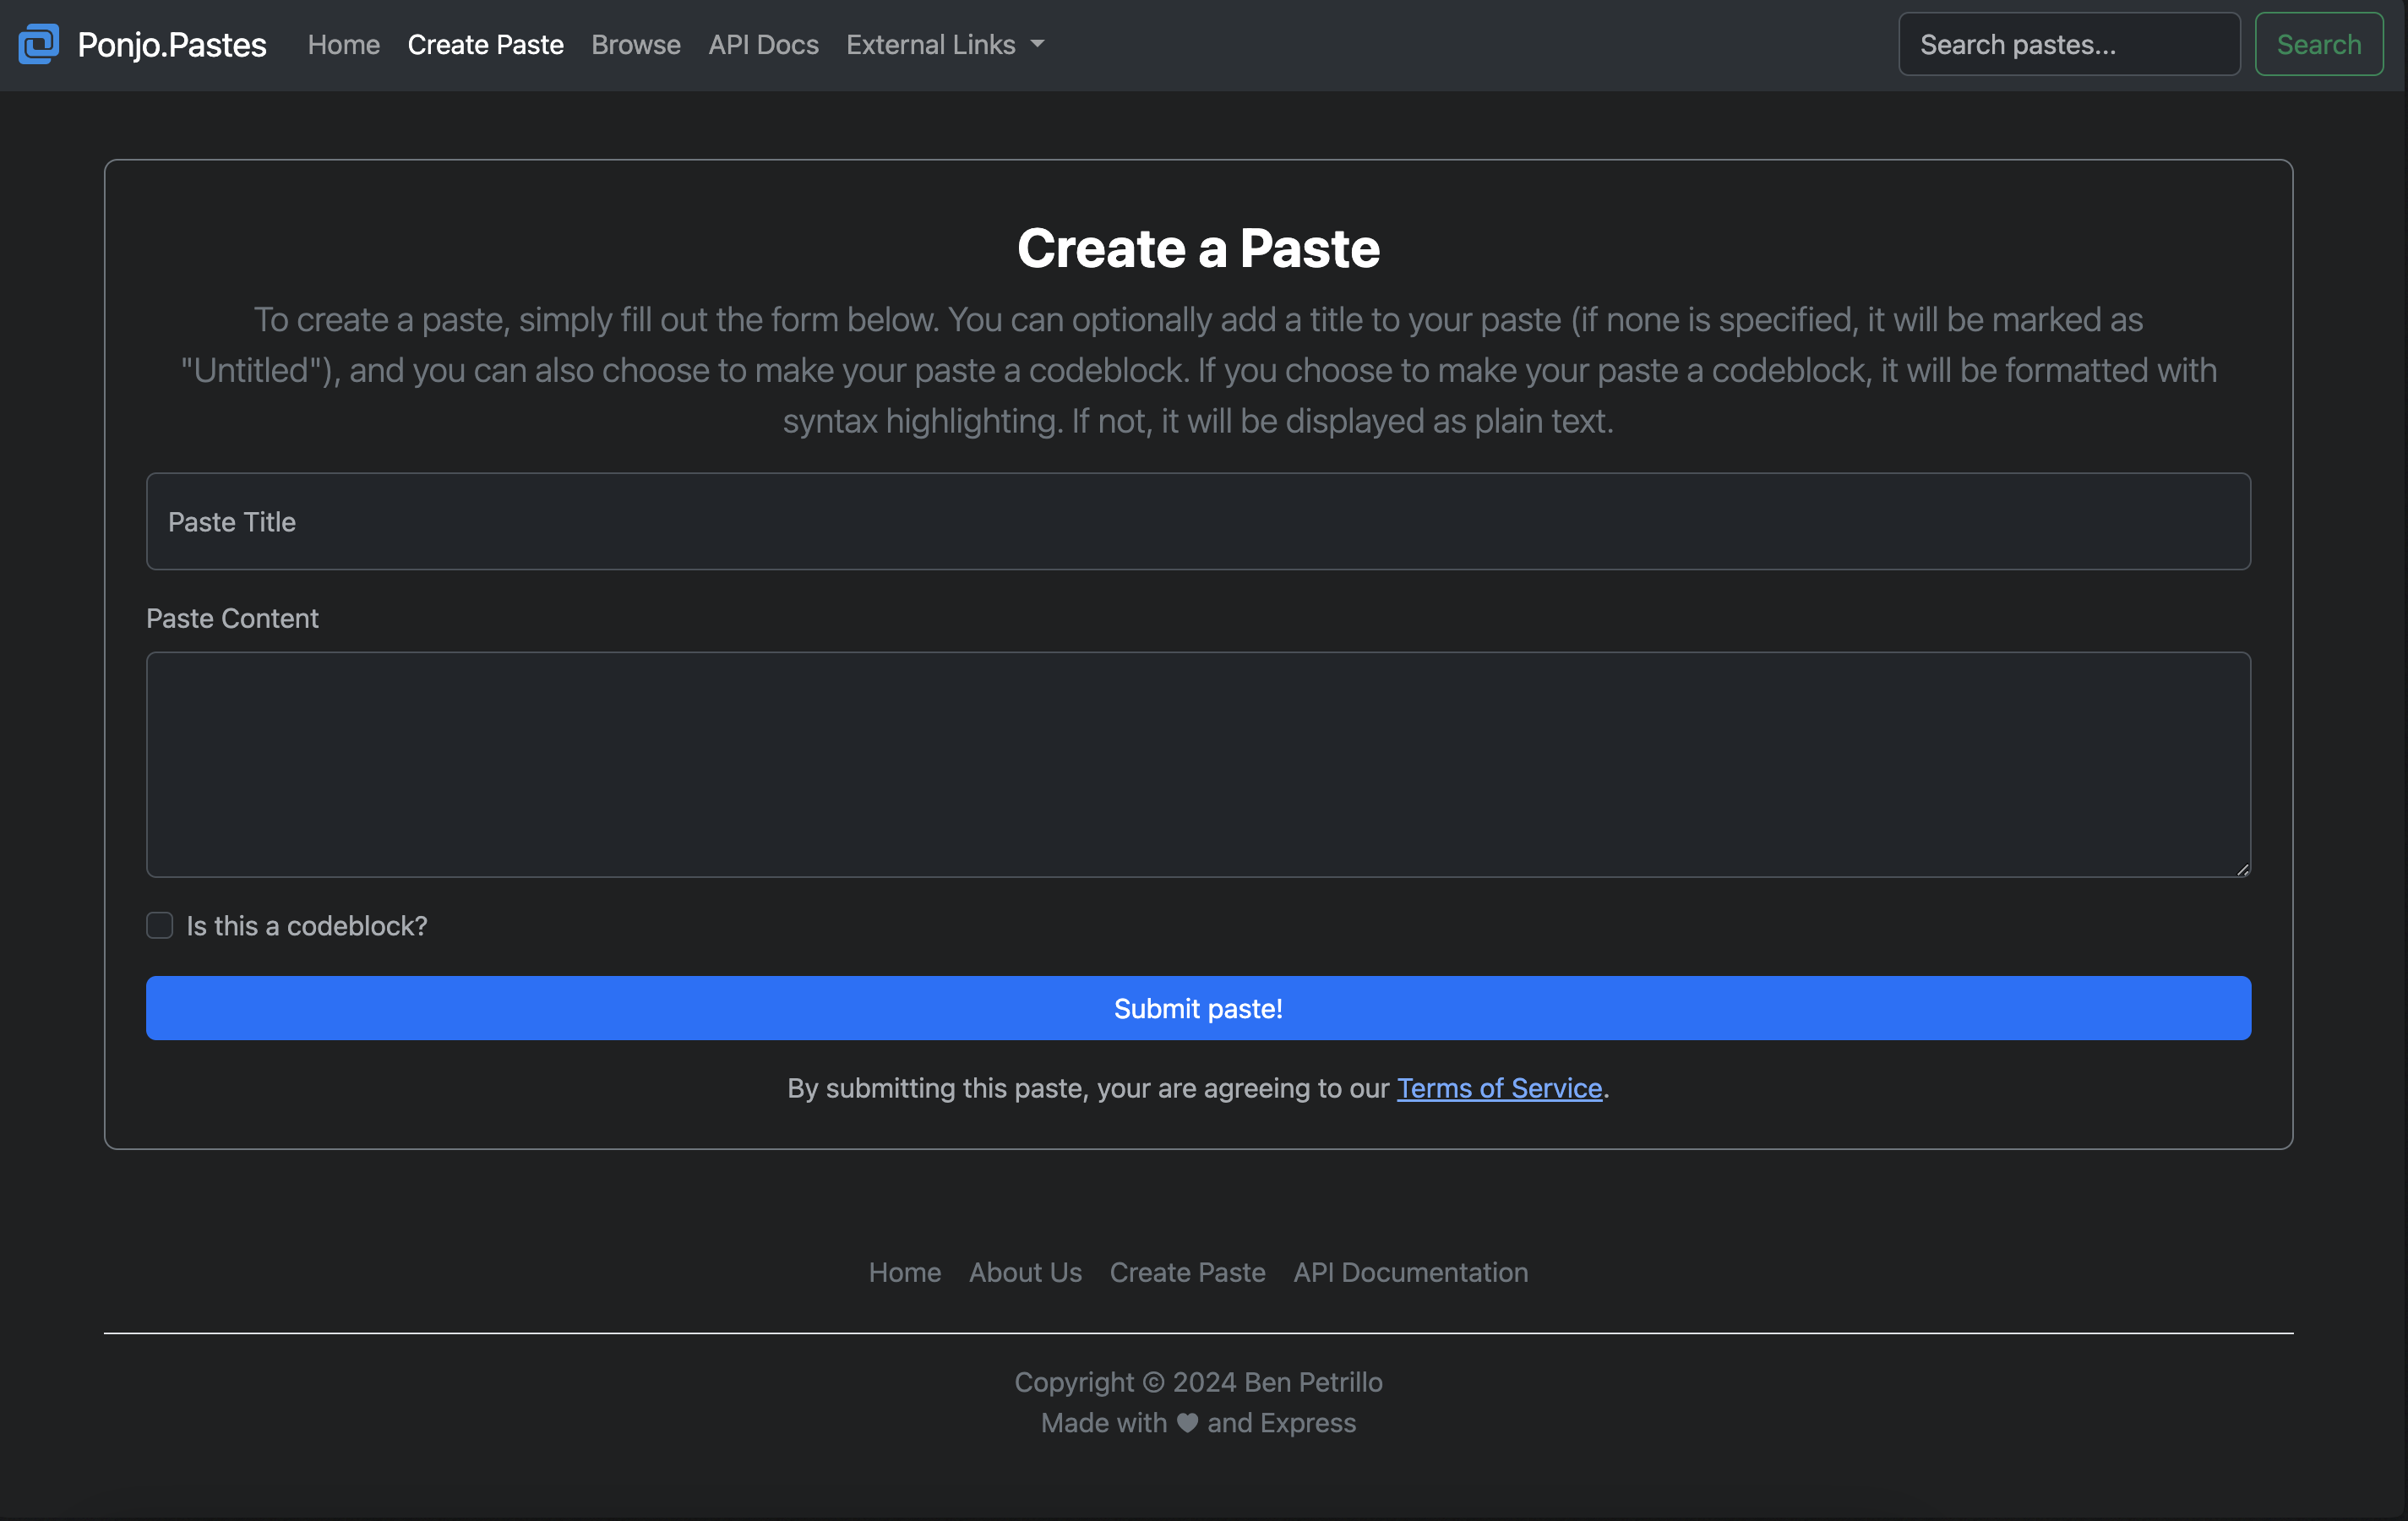 Ponjo.Pastes Home Create Paste Browse API Docs External Links Search pastes... Search
Create a Paste
To create a paste, simply fill out the form below. You can optionally add a title to your paste (if none is specified, it will be marked as
"Untitled"), and you can also choose to make your paste a codeblock. If you choose to make your paste a codeblock, it will be formatted with
syntax highlighting. If not, it will be displayed as plain text.
Paste Title
Paste Content
Is this a codeblock?
Submit paste!
By submitting this paste, your are agreeing to our Terms of Service.
Home About Us Create Paste API Documentation
Copyright © 2024 Ben Petrillo
Made with ♥ and Express